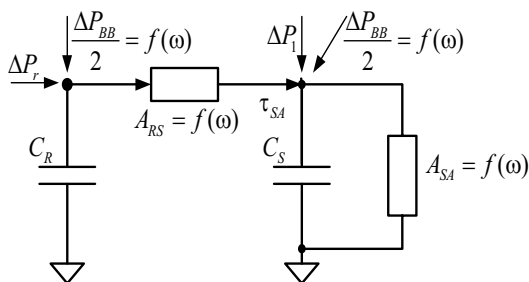 ΔP_BB/2 = f(ω)
ΔP_1
ΔP_BB/2 = f(ω)
ΔP_r
τ_SA
A_RS = f(ω)
C_R
C_S
A_SA = f(ω)